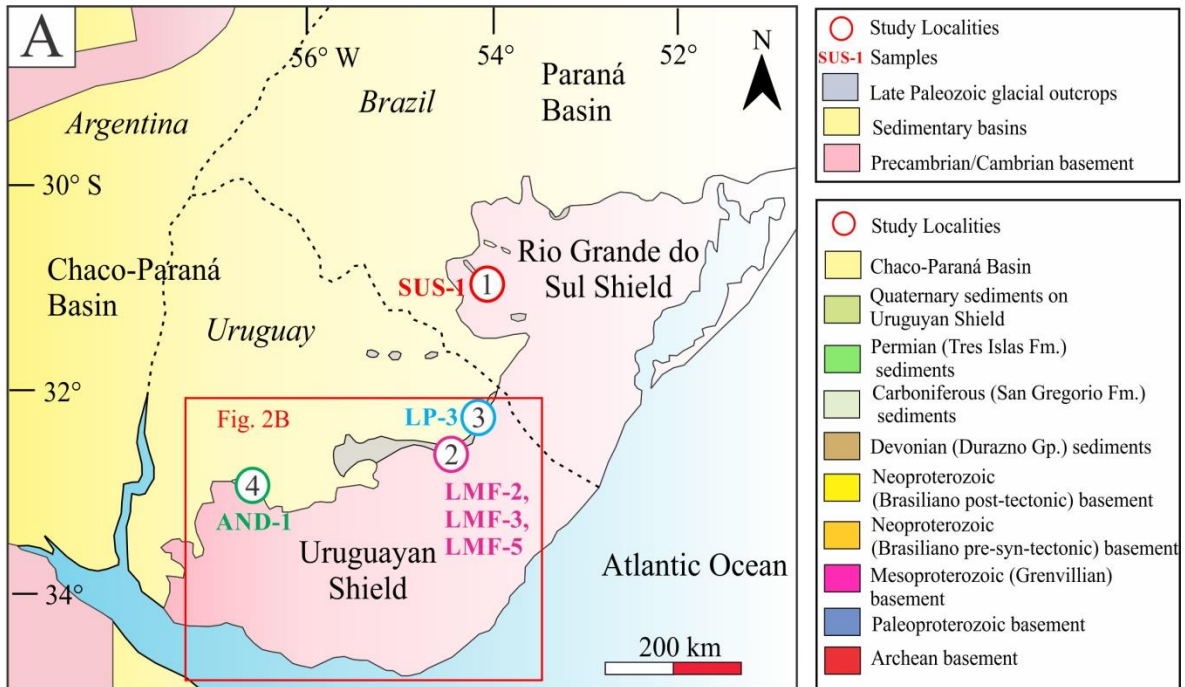 A
56° W
54°
52°
N
Paraná
Basin
Brazil
Argentina
30° S
Rio Grande do
Sul Shield
Chaco-Paraná
Basin
SUS-1
1
Uruguay
32°
Fig. 2B
LP-3
3
2
4
AND-1
LMF-2,
LMF-3,
LMF-5
Uruguayan
Shield
Atlantic Ocean
34°
200 km
Study Localities
SUS-1 Samples
Late Paleozoic glacial outcrops
Sedimentary basins
Precambrian/Cambrian basement
Study Localities
Chaco-Paraná Basin
Quaternary sediments on
Uruguyan Shield
Permian (Tres Islas Fm.)
sediments
Carboniferous (San Gregorio Fm.)
sediments
Devonian (Durazno Gp.) sediments
Neoproterozoic
(Brasiliano post-tectonic) basement
Neoproterozoic
(Brasiliano pre-syn-tectonic) basement
Mesoproterozoic (Grenvillian)
basement
Paleoproterozoic basement
Archean basement